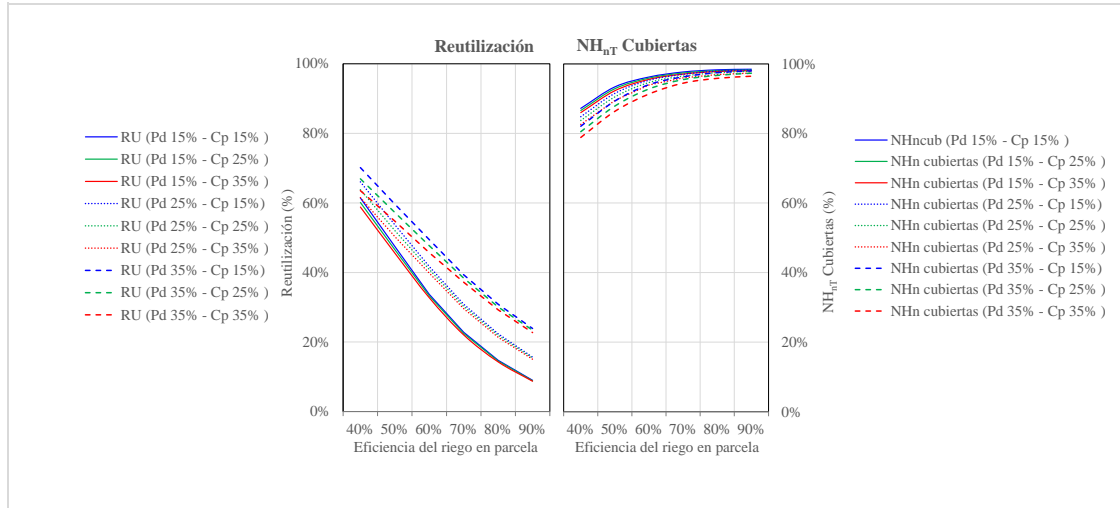 Reutilización
NHnT Cubiertas
RU (Pd 15% - Cp 15% )
RU (Pd 15% - Cp 25% )
RU (Pd 15% - Cp 35% )
RU (Pd 25% - Cp 15%)
RU (Pd 25% - Cp 25% )
RU (Pd 25% - Cp 35% )
RU (Pd 35% - Cp 15%)
RU (Pd 35% - Cp 25% )
RU (Pd 35% - Cp 35% )
Reutilización (%)
100%
80%
60%
40%
20%
0%
40% 50% 60% 70% 80% 90%
Eficiencia del riego en parcela
40% 50% 60% 70% 80% 90%
Eficiencia del riego en parcela
100%
80%
60%
40%
20%
0%
NHnT Cubiertas (%)
NHncub (Pd 15% - Cp 15% )
NHn cubiertas (Pd 15% - Cp 25% )
NHn cubiertas (Pd 15% - Cp 35% )
NHn cubiertas (Pd 25% - Cp 15%)
NHn cubiertas (Pd 25% - Cp 25% )
NHn cubiertas (Pd 25% - Cp 35% )
NHn cubiertas (Pd 35% - Cp 15%)
NHn cubiertas (Pd 35% - Cp 25% )
NHn cubiertas (Pd 35% - Cp 35% )